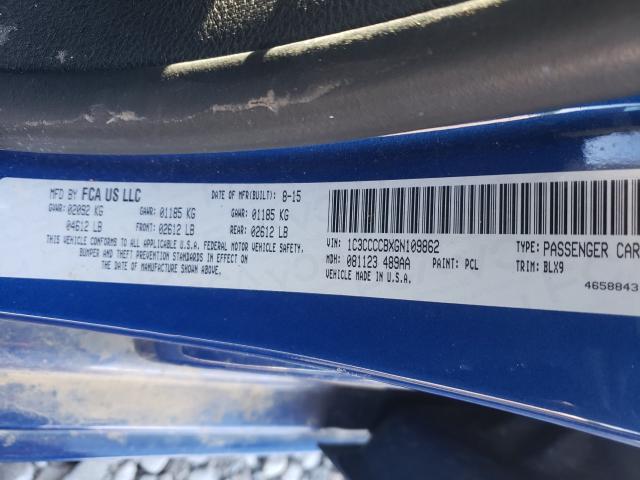 MFD BY FCA US LLC DATE OF MFR(BUILT): 8-15
GVWR: 02092 KG GAWR: 01185 KG GAWR: 01185 KG
04612 LB FRONT: 02612 LB REAR: 02612 LB
THIS VEHICLE CONFORMS TO ALL APPLICABLE U.S.A. FEDERAL MOTOR VEHICLE SAFETY,
BUMPER AND THEFT PREVENTION STANDARDS IN EFFECT ON
THE DATE OF MANUFACTURE SHOWN ABOVE.
VIN: 1C3CCCCBXGN109862 TYPE: PASSENGER CAR
MDH: 081123 489AA PAINT: PCL TRIM: BLX9
VEHICLE MADE IN U.S.A.
4658843